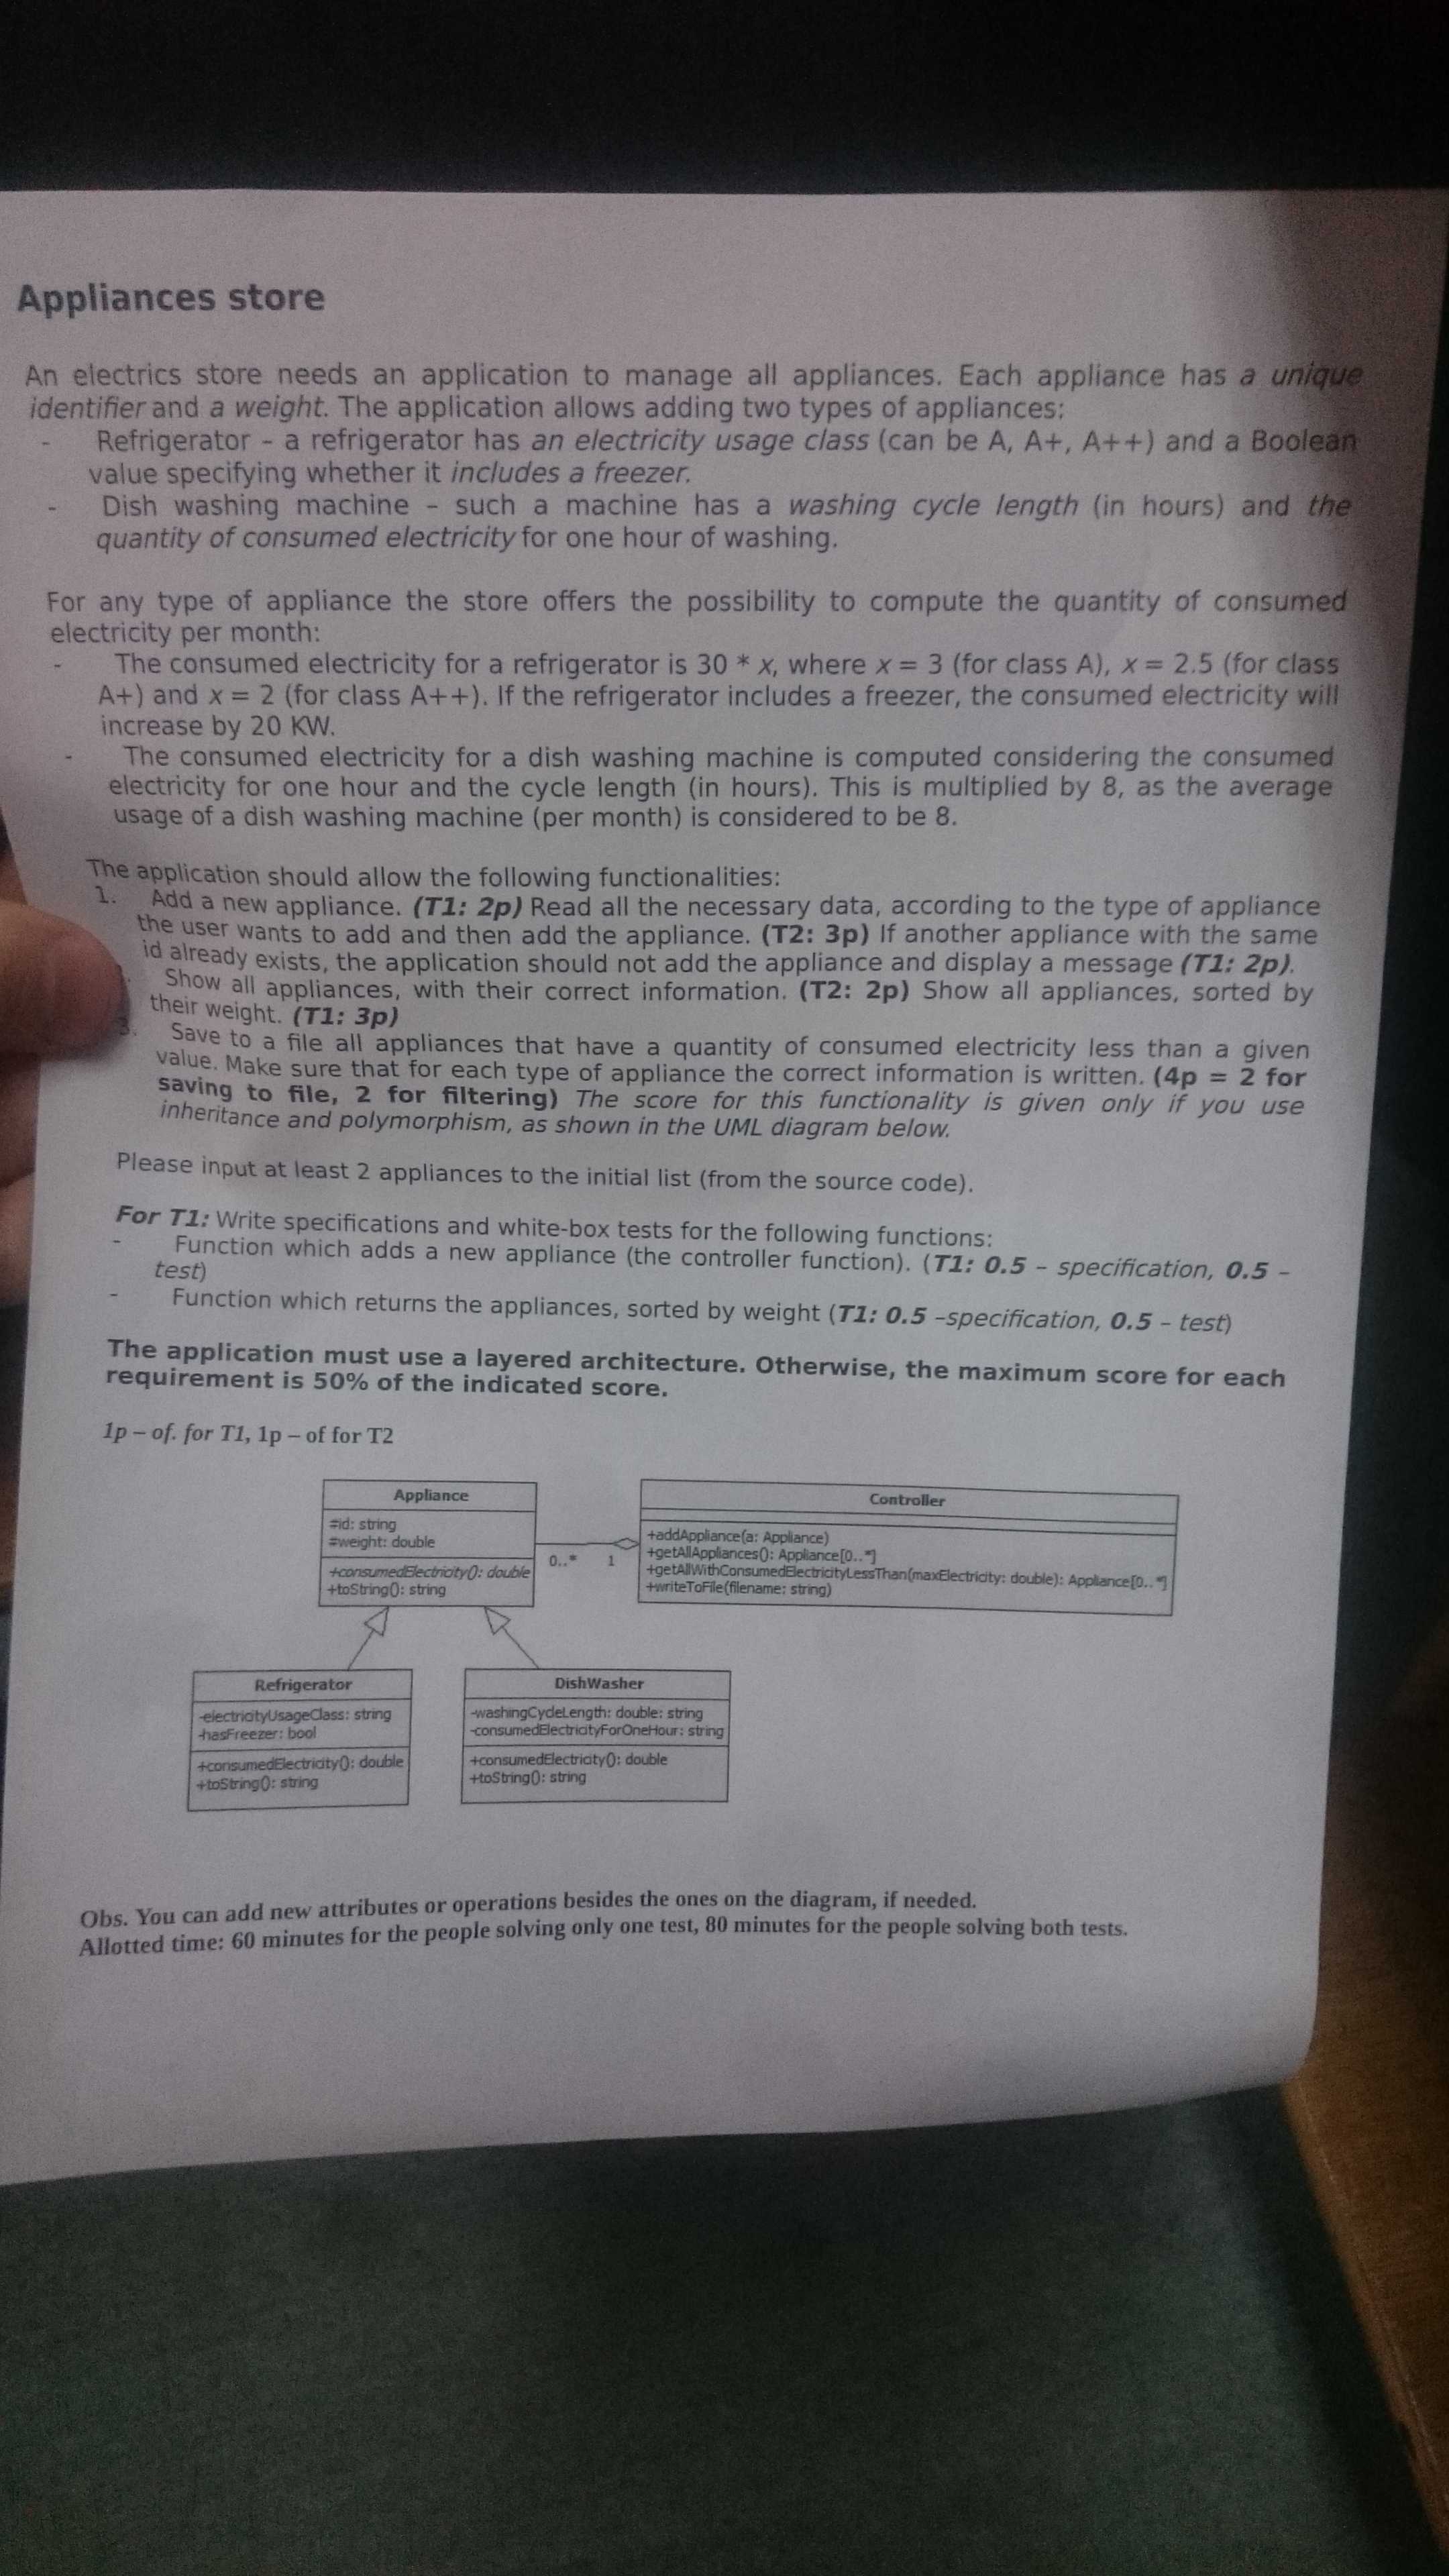 Appliances store
An electrics store needs an application to manage all appliances. Each appliance has a unique
identifier and a weight. The application allows adding two types of appliances:
- Refrigerator – a refrigerator has an electricity usage class (can be A, A+, A++) and a Boolean
value specifying whether it includes a freezer.
- Dish washing machine – such a machine has a washing cycle length (in hours) and the
quantity of consumed electricity for one hour of washing.
For any type of appliance the store offers the possibility to compute the quantity of consumed
electricity per month:
- The consumed electricity for a refrigerator is 30 * x, where x = 3 (for class A), x = 2.5 (for class
A+) and x = 2 (for class A++). If the refrigerator includes a freezer, the consumed electricity will
increase by 20 KW.
- The consumed electricity for a dish washing machine is computed considering the consumed
electricity for one hour and the cycle length (in hours). This is multiplied by 8, as the average
usage of a dish washing machine (per month) is considered to be 8.
The application should allow the following functionalities:
1. Add a new appliance. (T1: 2p) Read all the necessary data, according to the type of appliance
the user wants to add and then add the appliance. (T2: 3p) If another appliance with the same
id already exists, the application should not add the appliance and display a message (T1: 2p).
Show all appliances, with their correct information. (T2: 2p) Show all appliances, sorted by
their weight. (T1: 3p)
3. Save to a file all appliances that have a quantity of consumed electricity less than a given
value. Make sure that for each type of appliance the correct information is written. (4p = 2 for
saving to file, 2 for filtering) The score for this functionality is given only if you use
inheritance and polymorphism, as shown in the UML diagram below.
Please input at least 2 appliances to the initial list (from the source code).
For T1: Write specifications and white-box tests for the following functions:
- Function which adds a new appliance (the controller function). (T1: 0.5 – specification, 0.5 –
test)
- Function which returns the appliances, sorted by weight (T1: 0.5 –specification, 0.5 – test)
The application must use a layered architecture. Otherwise, the maximum score for each
requirement is 50% of the indicated score.
1p – of. for T1, 1p – of for T2
Appliance
#id: string
#weight: double
+consumedElectricity(): double
+toString(): string
0..* 1
Controller
+addAppliance(a: Appliance)
+getAllAppliances(): Appliance[0..*]
+getAllWithConsumedElectricityLessThan(maxElectricity: double): Appliance[0..*]
+writeToFile(filename: string)
Refrigerator
-electricityUsageClass: string
-hasFreezer: bool
+consumedElectricity(): double
+toString(): string
DishWasher
-washingCycleLength: double: string
-consumedElectricityForOneHour: string
+consumedElectricity(): double
+toString(): string
Obs. You can add new attributes or operations besides the ones on the diagram, if needed.
Allotted time: 60 minutes for the people solving only one test, 80 minutes for the people solving both tests.